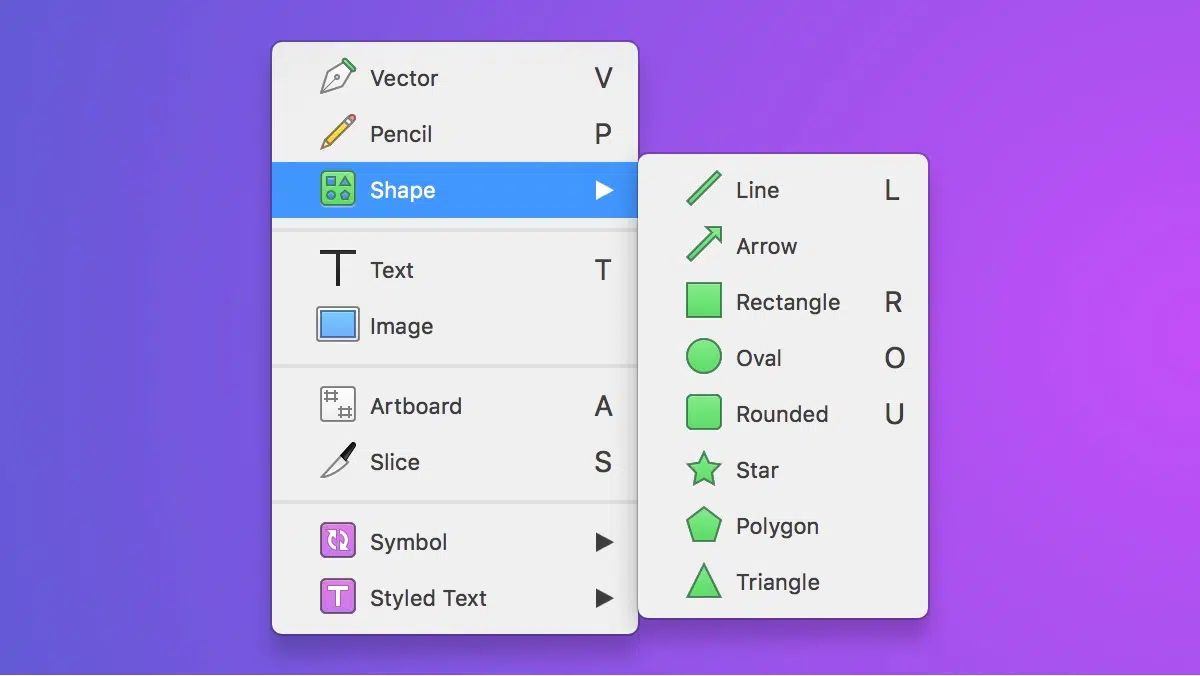 Vector V
Pencil P
Shape ▶
Text T
Image
Artboard A
Slice S
Symbol ▶
Styled Text ▶
Line L
Arrow
Rectangle R
Oval O
Rounded U
Star
Polygon
Triangle